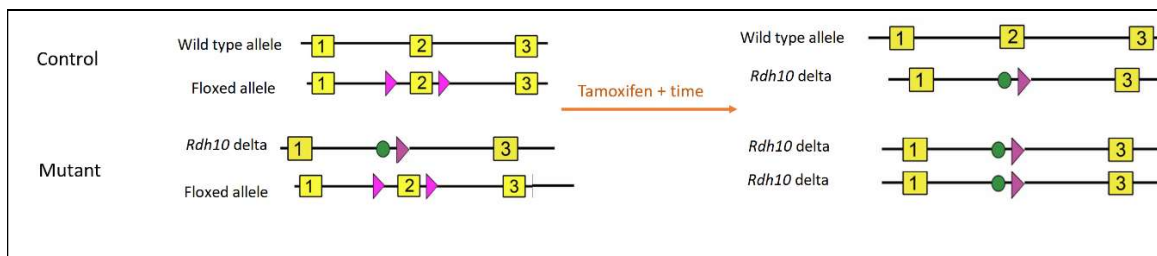 Control
Wild type allele 1 2 3
Floxed allele 1 2 3
Mutant
Rdh10 delta 1 3
Floxed allele 1 2 3
Tamoxifen + time
Wild type allele 1 2 3
Rdh10 delta 1 3
Rdh10 delta 1 3
Rdh10 delta 1 3